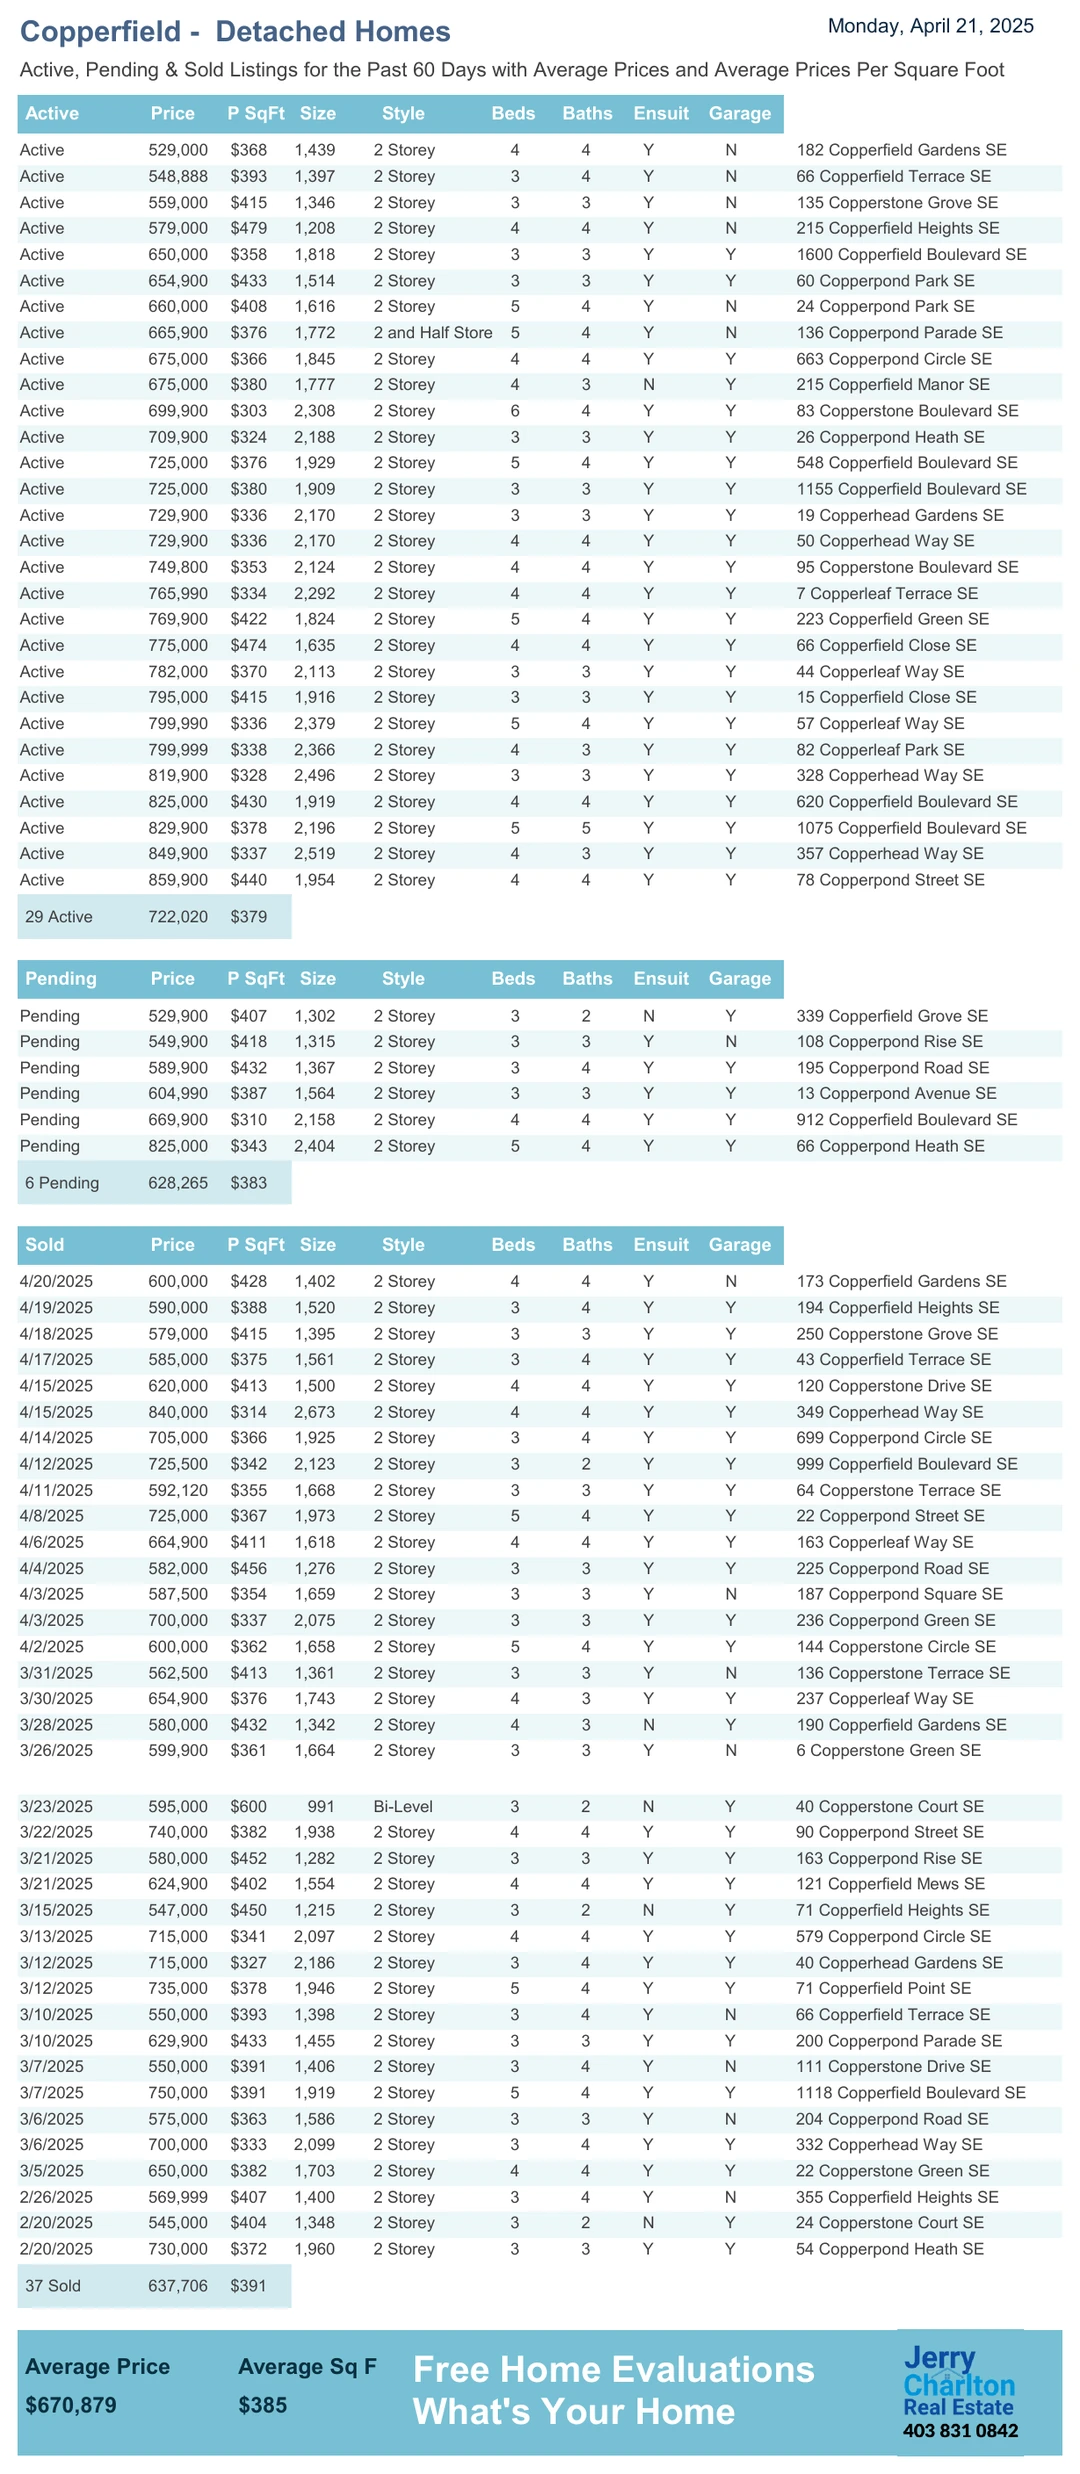 Copperfield - Detached Homes
Monday, April 21, 2025
Active, Pending & Sold Listings for the Past 60 Days with Average Prices and Average Prices Per Square Foot
Active Price P SqFt Size Style Beds Baths Ensuit Garage
Active 529,000 $368 1,439 2 Storey 4 4 Y N 182 Copperfield Gardens SE
Active 548,888 $393 1,397 2 Storey 3 4 Y N 66 Copperfield Terrace SE
Active 559,000 $415 1,346 2 Storey 3 3 Y N 135 Copperstone Grove SE
Active 579,000 $479 1,208 2 Storey 4 4 Y N 215 Copperfield Heights SE
Active 650,000 $358 1,818 2 Storey 3 3 Y Y 1600 Copperfield Boulevard SE
Active 654,900 $433 1,514 2 Storey 3 3 Y Y 60 Copperpond Park SE
Active 660,000 $408 1,616 2 Storey 5 4 Y N 24 Copperpond Park SE
Active 665,900 $376 1,772 2 and Half Store 5 4 Y N 136 Copperpond Parade SE
Active 675,000 $366 1,845 2 Storey 4 4 Y Y 663 Copperpond Circle SE
Active 675,000 $380 1,777 2 Storey 4 3 N Y 215 Copperfield Manor SE
Active 699,900 $303 2,308 2 Storey 6 4 Y Y 83 Copperstone Boulevard SE
Active 709,900 $324 2,188 2 Storey 3 3 Y Y 26 Copperpond Heath SE
Active 725,000 $376 1,929 2 Storey 5 4 Y Y 548 Copperfield Boulevard SE
Active 725,000 $380 1,909 2 Storey 3 3 Y Y 1155 Copperfield Boulevard SE
Active 729,900 $336 2,170 2 Storey 3 3 Y Y 19 Copperhead Gardens SE
Active 729,900 $336 2,170 2 Storey 4 4 Y Y 50 Copperhead Way SE
Active 749,800 $353 2,124 2 Storey 4 4 Y Y 95 Copperstone Boulevard SE
Active 765,990 $334 2,292 2 Storey 4 4 Y Y 7 Copperleaf Terrace SE
Active 769,900 $422 1,824 2 Storey 5 4 Y Y 223 Copperfield Green SE
Active 775,000 $474 1,635 2 Storey 4 4 Y Y 66 Copperfield Close SE
Active 782,000 $370 2,113 2 Storey 3 3 Y Y 44 Copperleaf Way SE
Active 795,000 $415 1,916 2 Storey 3 3 Y Y 15 Copperfield Close SE
Active 799,990 $336 2,379 2 Storey 5 4 Y Y 57 Copperleaf Way SE
Active 799,999 $338 2,366 2 Storey 4 3 Y Y 82 Copperleaf Park SE
Active 819,900 $328 2,496 2 Storey 3 3 Y Y 328 Copperhead Way SE
Active 825,000 $430 1,919 2 Storey 4 4 Y Y 620 Copperfield Boulevard SE
Active 829,900 $378 2,196 2 Storey 5 5 Y Y 1075 Copperfield Boulevard SE
Active 849,900 $337 2,519 2 Storey 4 3 Y Y 357 Copperhead Way SE
Active 859,900 $440 1,954 2 Storey 4 4 Y Y 78 Copperpond Street SE
29 Active 722,020 $379
Pending Price P SqFt Size Style Beds Baths Ensuit Garage
Pending 529,900 $407 1,302 2 Storey 3 2 N Y 339 Copperfield Grove SE
Pending 549,900 $418 1,315 2 Storey 3 3 Y N 108 Copperpond Rise SE
Pending 589,900 $432 1,367 2 Storey 3 4 Y Y 195 Copperpond Road SE
Pending 604,990 $387 1,564 2 Storey 3 3 Y Y 13 Copperpond Avenue SE
Pending 669,900 $310 2,158 2 Storey 4 4 Y Y 912 Copperfield Boulevard SE
Pending 825,000 $343 2,404 2 Storey 5 4 Y Y 66 Copperpond Heath SE
6 Pending 628,265 $383
Sold Price P SqFt Size Style Beds Baths Ensuit Garage
4/20/2025 600,000 $428 1,402 2 Storey 4 4 Y N 173 Copperfield Gardens SE
4/19/2025 590,000 $388 1,520 2 Storey 3 4 Y Y 194 Copperfield Heights SE
4/18/2025 579,000 $415 1,395 2 Storey 3 3 Y Y 250 Copperstone Grove SE
4/17/2025 585,000 $375 1,561 2 Storey 3 4 Y Y 43 Copperfield Terrace SE
4/15/2025 620,000 $413 1,500 2 Storey 4 4 Y Y 120 Copperstone Drive SE
4/15/2025 840,000 $314 2,673 2 Storey 4 4 Y Y 349 Copperhead Way SE
4/14/2025 705,000 $366 1,925 2 Storey 3 4 Y Y 699 Copperpond Circle SE
4/12/2025 725,500 $342 2,123 2 Storey 3 2 Y Y 999 Copperfield Boulevard SE
4/11/2025 592,120 $355 1,668 2 Storey 3 3 Y Y 64 Copperstone Terrace SE
4/8/2025 725,000 $367 1,973 2 Storey 5 4 Y Y 22 Copperpond Street SE
4/6/2025 664,900 $411 1,618 2 Storey 4 4 Y Y 163 Copperleaf Way SE
4/4/2025 582,000 $456 1,276 2 Storey 3 3 Y Y 225 Copperpond Road SE
4/3/2025 587,500 $354 1,659 2 Storey 3 3 Y N 187 Copperpond Square SE
4/3/2025 700,000 $337 2,075 2 Storey 3 3 Y Y 236 Copperpond Green SE
4/2/2025 600,000 $362 1,658 2 Storey 5 4 Y Y 144 Copperstone Circle SE
3/31/2025 562,500 $413 1,361 2 Storey 3 3 Y N 136 Copperstone Terrace SE
3/30/2025 654,900 $376 1,743 2 Storey 4 3 Y Y 237 Copperleaf Way SE
3/28/2025 580,000 $432 1,342 2 Storey 4 3 N Y 190 Copperfield Gardens SE
3/26/2025 599,900 $361 1,664 2 Storey 3 3 Y N 6 Copperstone Green SE
3/23/2025 595,000 $600 991 Bi-Level 3 2 N Y 40 Copperstone Court SE
3/22/2025 740,000 $382 1,938 2 Storey 4 4 Y Y 90 Copperpond Street SE
3/21/2025 580,000 $452 1,282 2 Storey 3 3 Y Y 163 Copperpond Rise SE
3/21/2025 624,900 $402 1,554 2 Storey 4 4 Y Y 121 Copperfield Mews SE
3/15/2025 547,000 $450 1,215 2 Storey 3 2 N Y 71 Copperfield Heights SE
3/13/2025 715,000 $341 2,097 2 Storey 4 4 Y Y 579 Copperpond Circle SE
3/12/2025 715,000 $327 2,186 2 Storey 3 4 Y Y 40 Copperhead Gardens SE
3/12/2025 735,000 $378 1,946 2 Storey 5 4 Y Y 71 Copperfield Point SE
3/10/2025 550,000 $393 1,398 2 Storey 3 4 Y N 66 Copperfield Terrace SE
3/10/2025 629,900 $433 1,455 2 Storey 3 3 Y Y 200 Copperpond Parade SE
3/7/2025 550,000 $391 1,406 2 Storey 3 4 Y N 111 Copperstone Drive SE
3/7/2025 750,000 $391 1,919 2 Storey 5 4 Y Y 1118 Copperfield Boulevard SE
3/6/2025 575,000 $363 1,586 2 Storey 3 3 Y N 204 Copperpond Road SE
3/6/2025 700,000 $333 2,099 2 Storey 3 4 Y Y 332 Copperhead Way SE
3/5/2025 650,000 $382 1,703 2 Storey 4 4 Y Y 22 Copperstone Green SE
2/26/2025 569,999 $407 1,400 2 Storey 3 4 Y N 355 Copperfield Heights SE
2/20/2025 545,000 $404 1,348 2 Storey 3 2 N Y 24 Copperstone Court SE
2/20/2025 730,000 $372 1,960 2 Storey 3 3 Y Y 54 Copperpond Heath SE
37 Sold 637,706 $391
Average Price Average Sq F
$670,879 $385
Free Home Evaluations
What's Your Home
Jerry
Charlton
Real Estate
403 831 0842